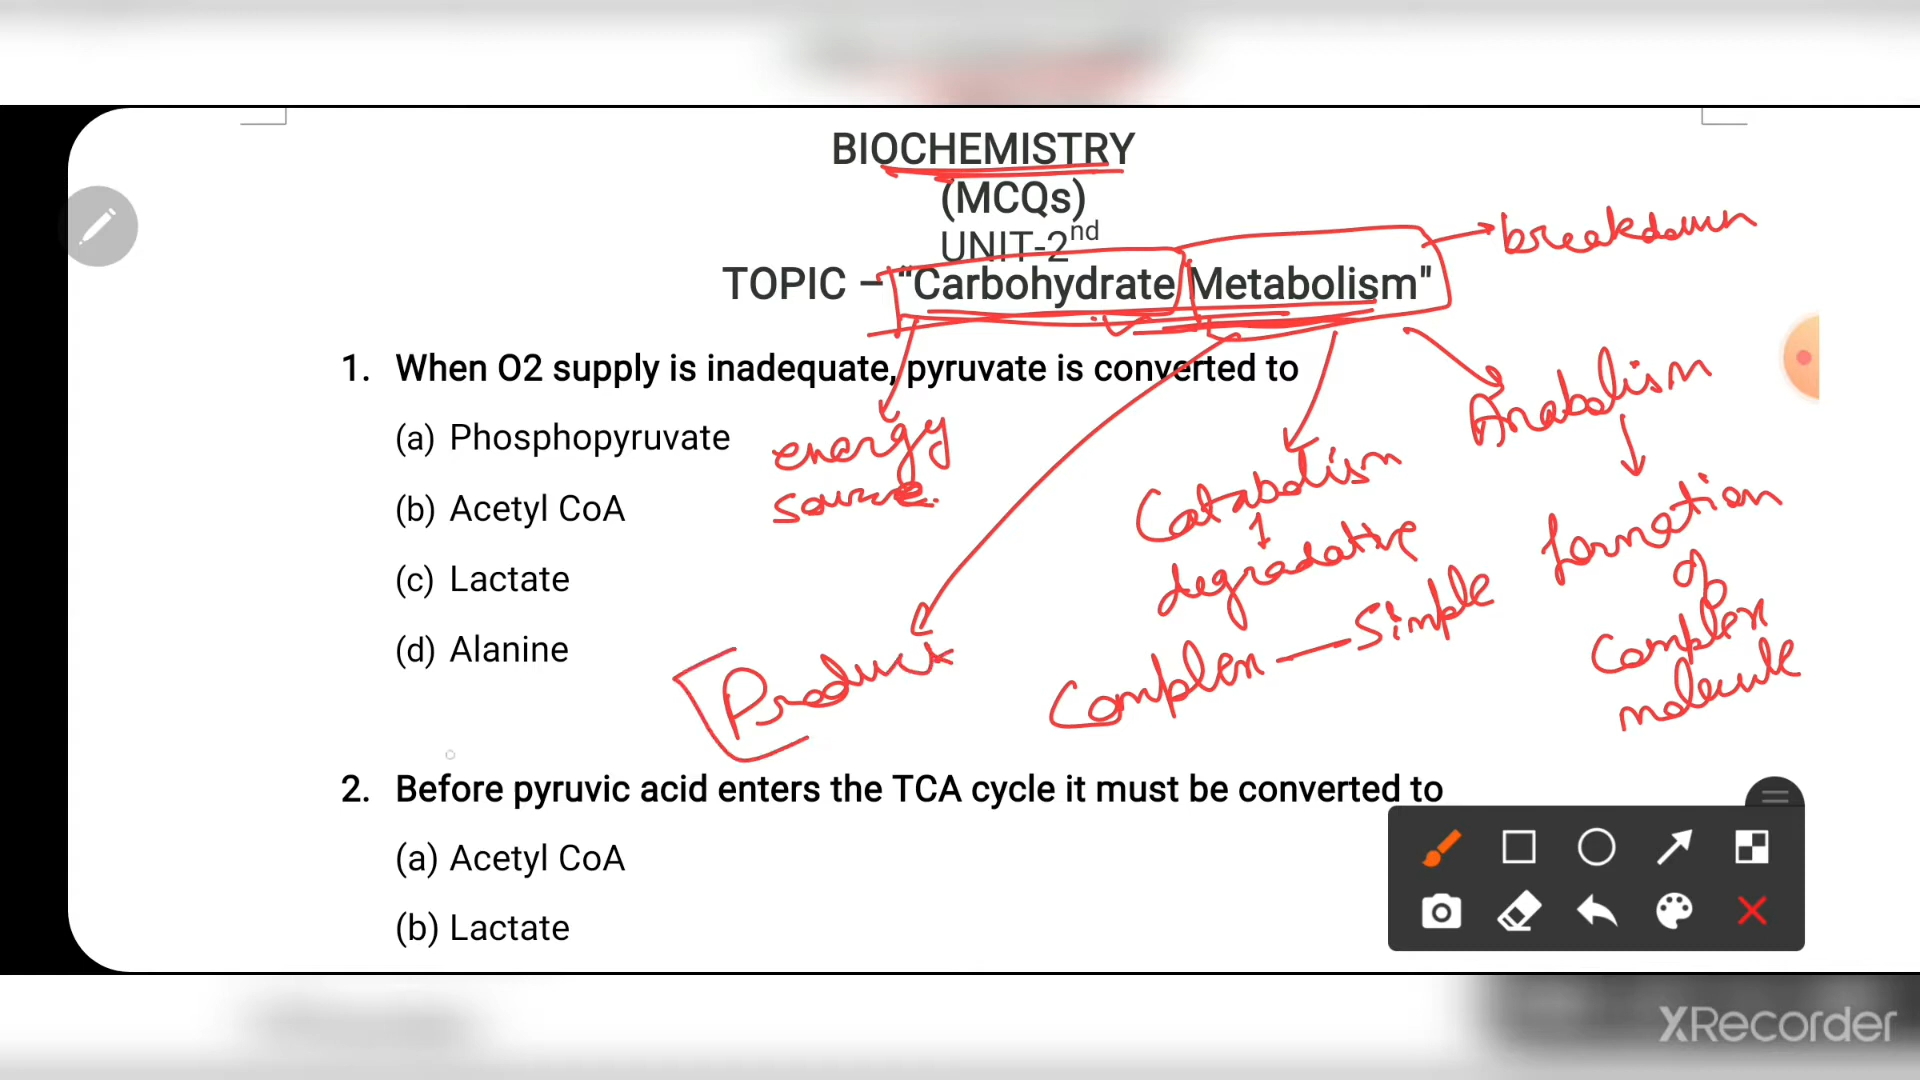 BIOCHEMISTRY
(MCQs)
UNIT-2nd
TOPIC – “Carbohydrate Metabolism"
breakdown
1. When O2 supply is inadequate, pyruvate is converted to
(a) Phosphopyruvate
(b) Acetyl CoA
(c) Lactate
(d) Alanine
energy
source.
Product
Catabolism
degradative
Complex — Simple
Anabolism
formation
of
Complex
molecule
2. Before pyruvic acid enters the TCA cycle it must be converted to
(a) Acetyl CoA
(b) Lactate
XRecorder